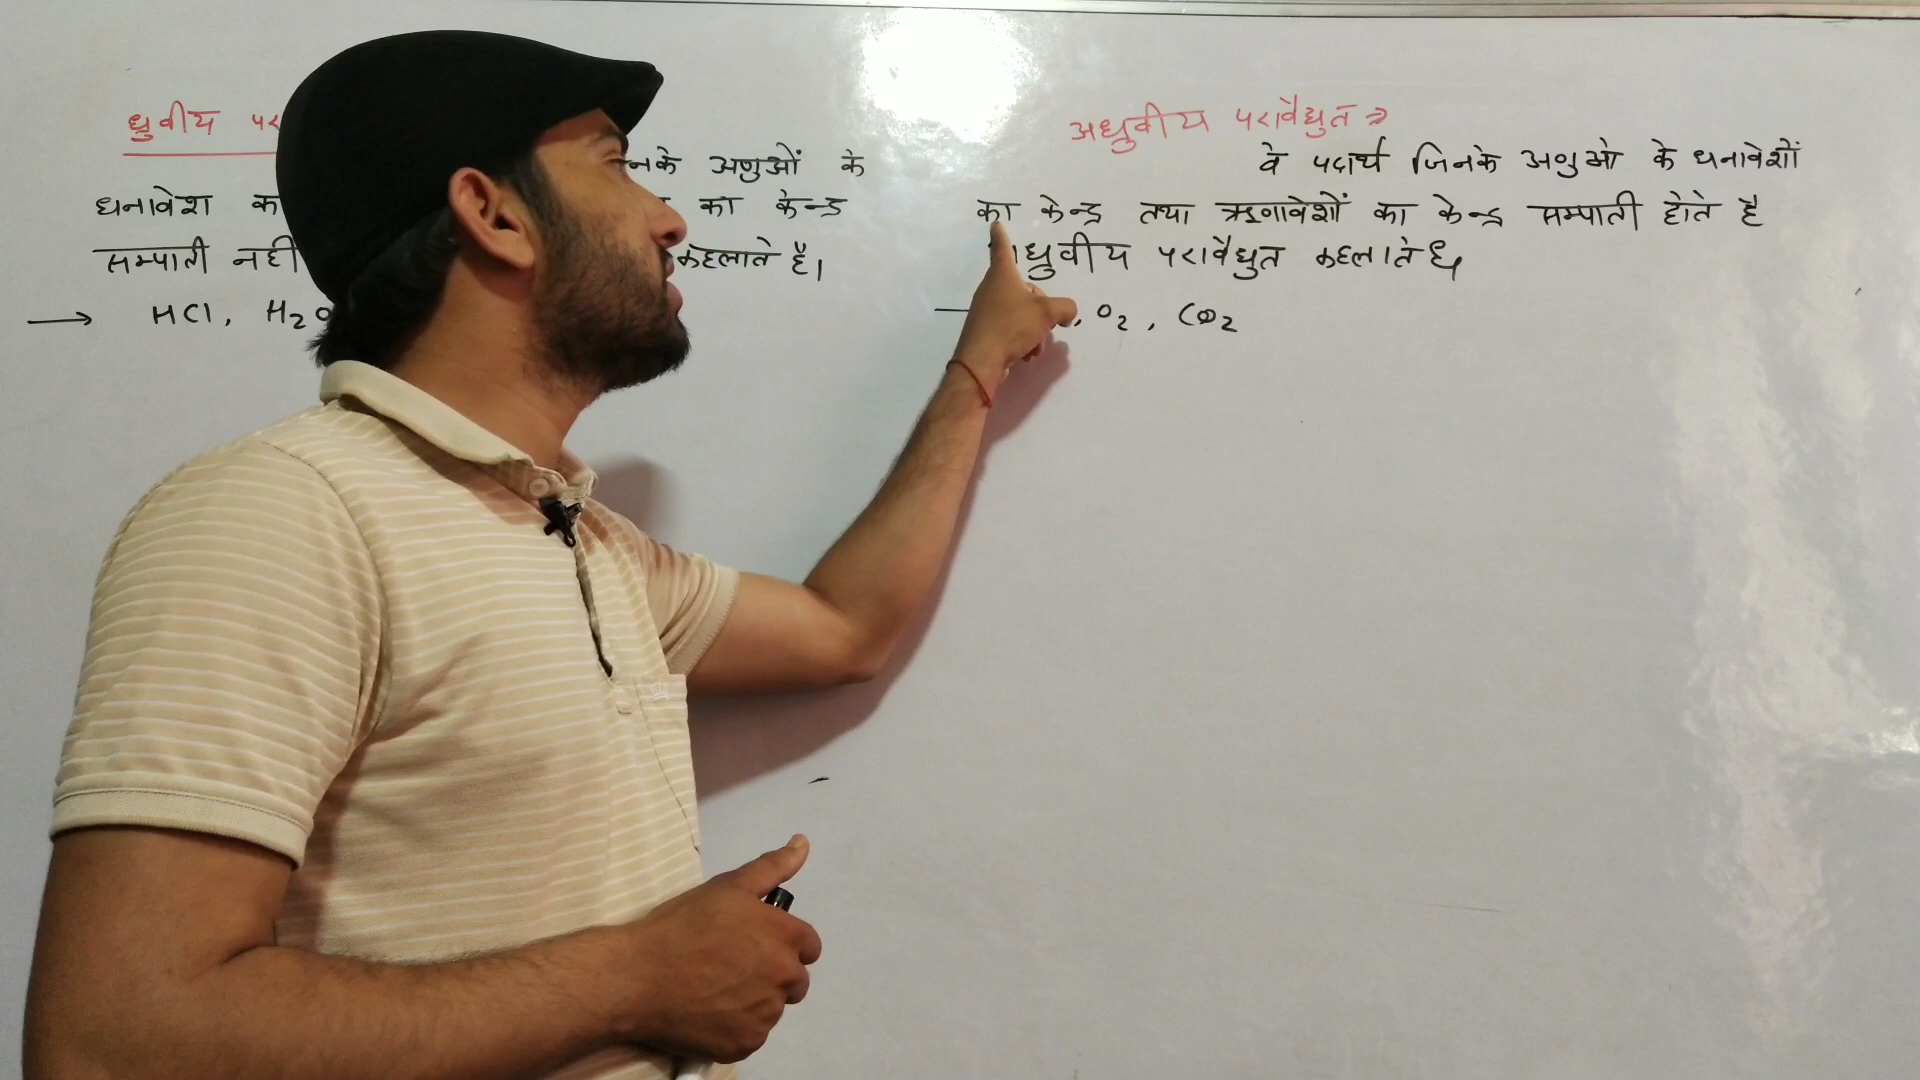 ध्रुवीय
नके अणुओं के
धनावेश का का केन्द्र
सम्पाती नही कहलाते है।
→ HCl, H2O
अध्रुवीय परावैद्युत →
वे पदार्थ जिनके अणुओ के धनावेशों
का केन्द्र तथा ऋणावेशों का केन्द्र सम्पाती होते है
ध्रुवीय परावैद्युत कहलाते है
, O2, CO2